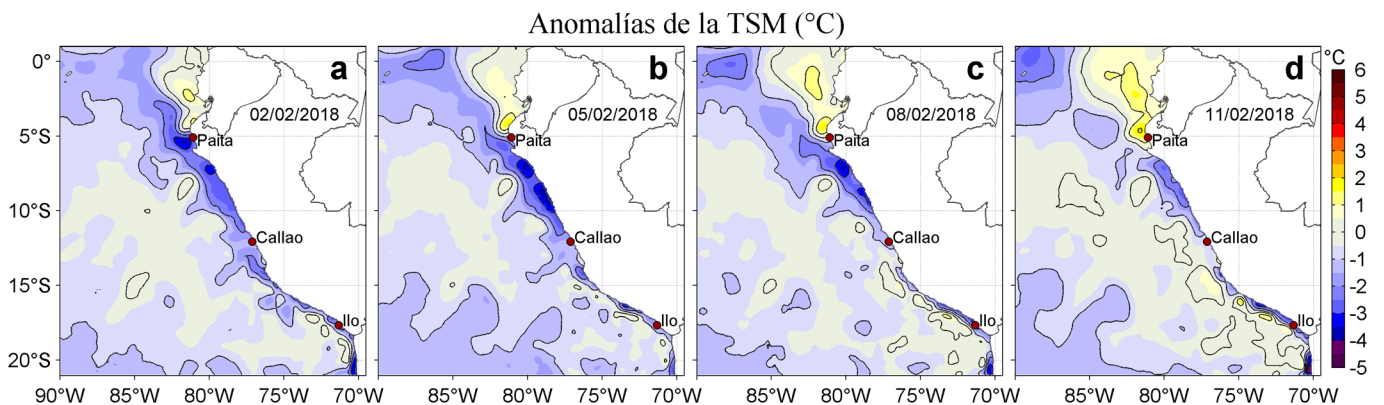 Anomalías de la TSM (°C)
a
02/02/2018
Paita
Callao
Ilo
b
05/02/2018
Paita
Callao
Ilo
c
08/02/2018
Paita
Callao
Ilo
d
11/02/2018
Paita
Callao
Ilo
0°
5°S
10°S
15°S
20°S
90°W 85°W 80°W 75°W 70°W
85°W 80°W 75°W 70°W
85°W 80°W 75°W 70°W
85°W 80°W 75°W 70°W
°C
6
5
4
3
2
1
0
-1
-2
-3
-4
-5